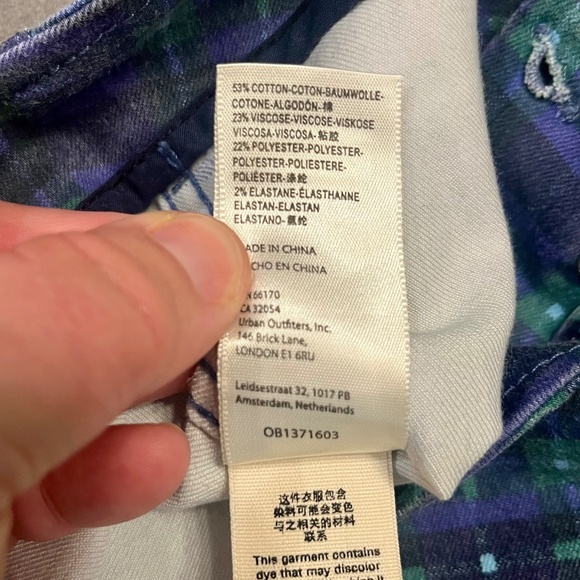 53% COTTON-COTON-BAUMWOLLE-
COTONE-ALGODÓN-棉
23% VISCOSE-VISCOSE-VISKOSE
VISCOSA-VISCOSA-粘胶
22% POLYESTER-POLYESTER-
POLYESTER-POLIESTERE-
POLIÉSTER-涤纶
2% ELASTANE-ÉLASTHANNE
ELASTAN-ELASTAN
ELASTANO-氨纶
ADE IN CHINA
CHO EN CHINA
N 66170
CA 32054
Urban Outfitters, Inc.
146 Brick Lane,
LONDON E1 6RU
Leidsestraat 32, 1017 PB
Amsterdam, Netherlands
OB1371603
这件衣服包含
染料可能会变色
与之相关的材料
联系
This garment contains
dye that may discolor